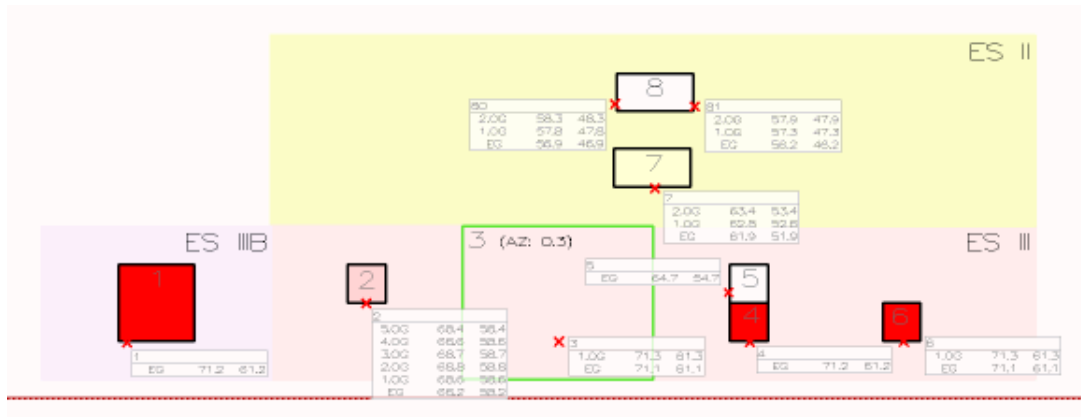 ES II
8
80
2.OG 58.3 48.3
1.OG 57.8 47.8
EG 56.9 46.9
81
2.OG 57.9 47.9
1.OG 57.3 47.3
EG 56.2 46.2
7
7
2.OG 63.4 53.4
1.OG
EG 61.9 51.9
ES IIIB
3 (AZ: 0.3)
ES III
1
2
5
EG 64.7 54.7
5
4
6
2
5.OG 68.4 58.4
4.OG 68.6 58.6
3.OG 68.7 58.7
2.OG 68.8 58.8
1.OG 68.6 58.6
EG 68.2 58.2
3
1.OG 71.3 61.3
EG 71.1 61.1
4
EG 71.2 61.2
6
1.OG 71.3 61.3
EG 71.1 61.1
1
EG 71.2 61.2